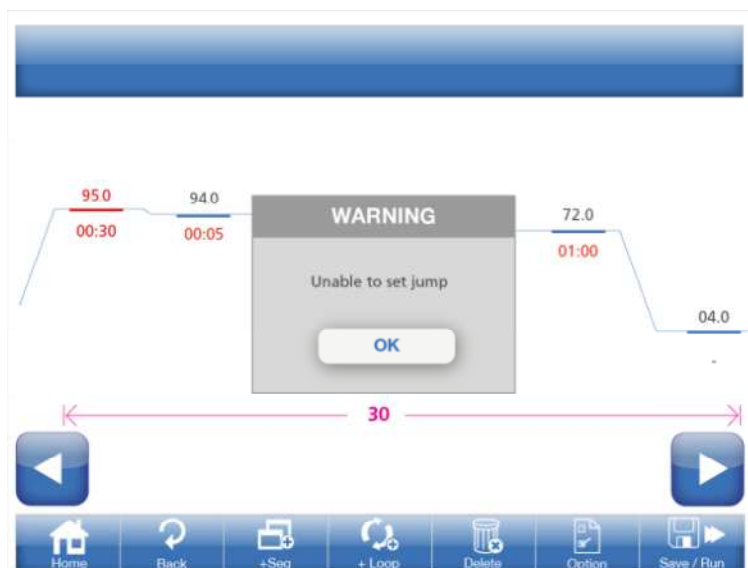 95.0
94.0
00:30
00:05
WARNING
Unable to set jump
OK
72.0
01:00
04.0
-
30
Home
Back
+Seg
+ Loop
Delete
Option
Save / Run